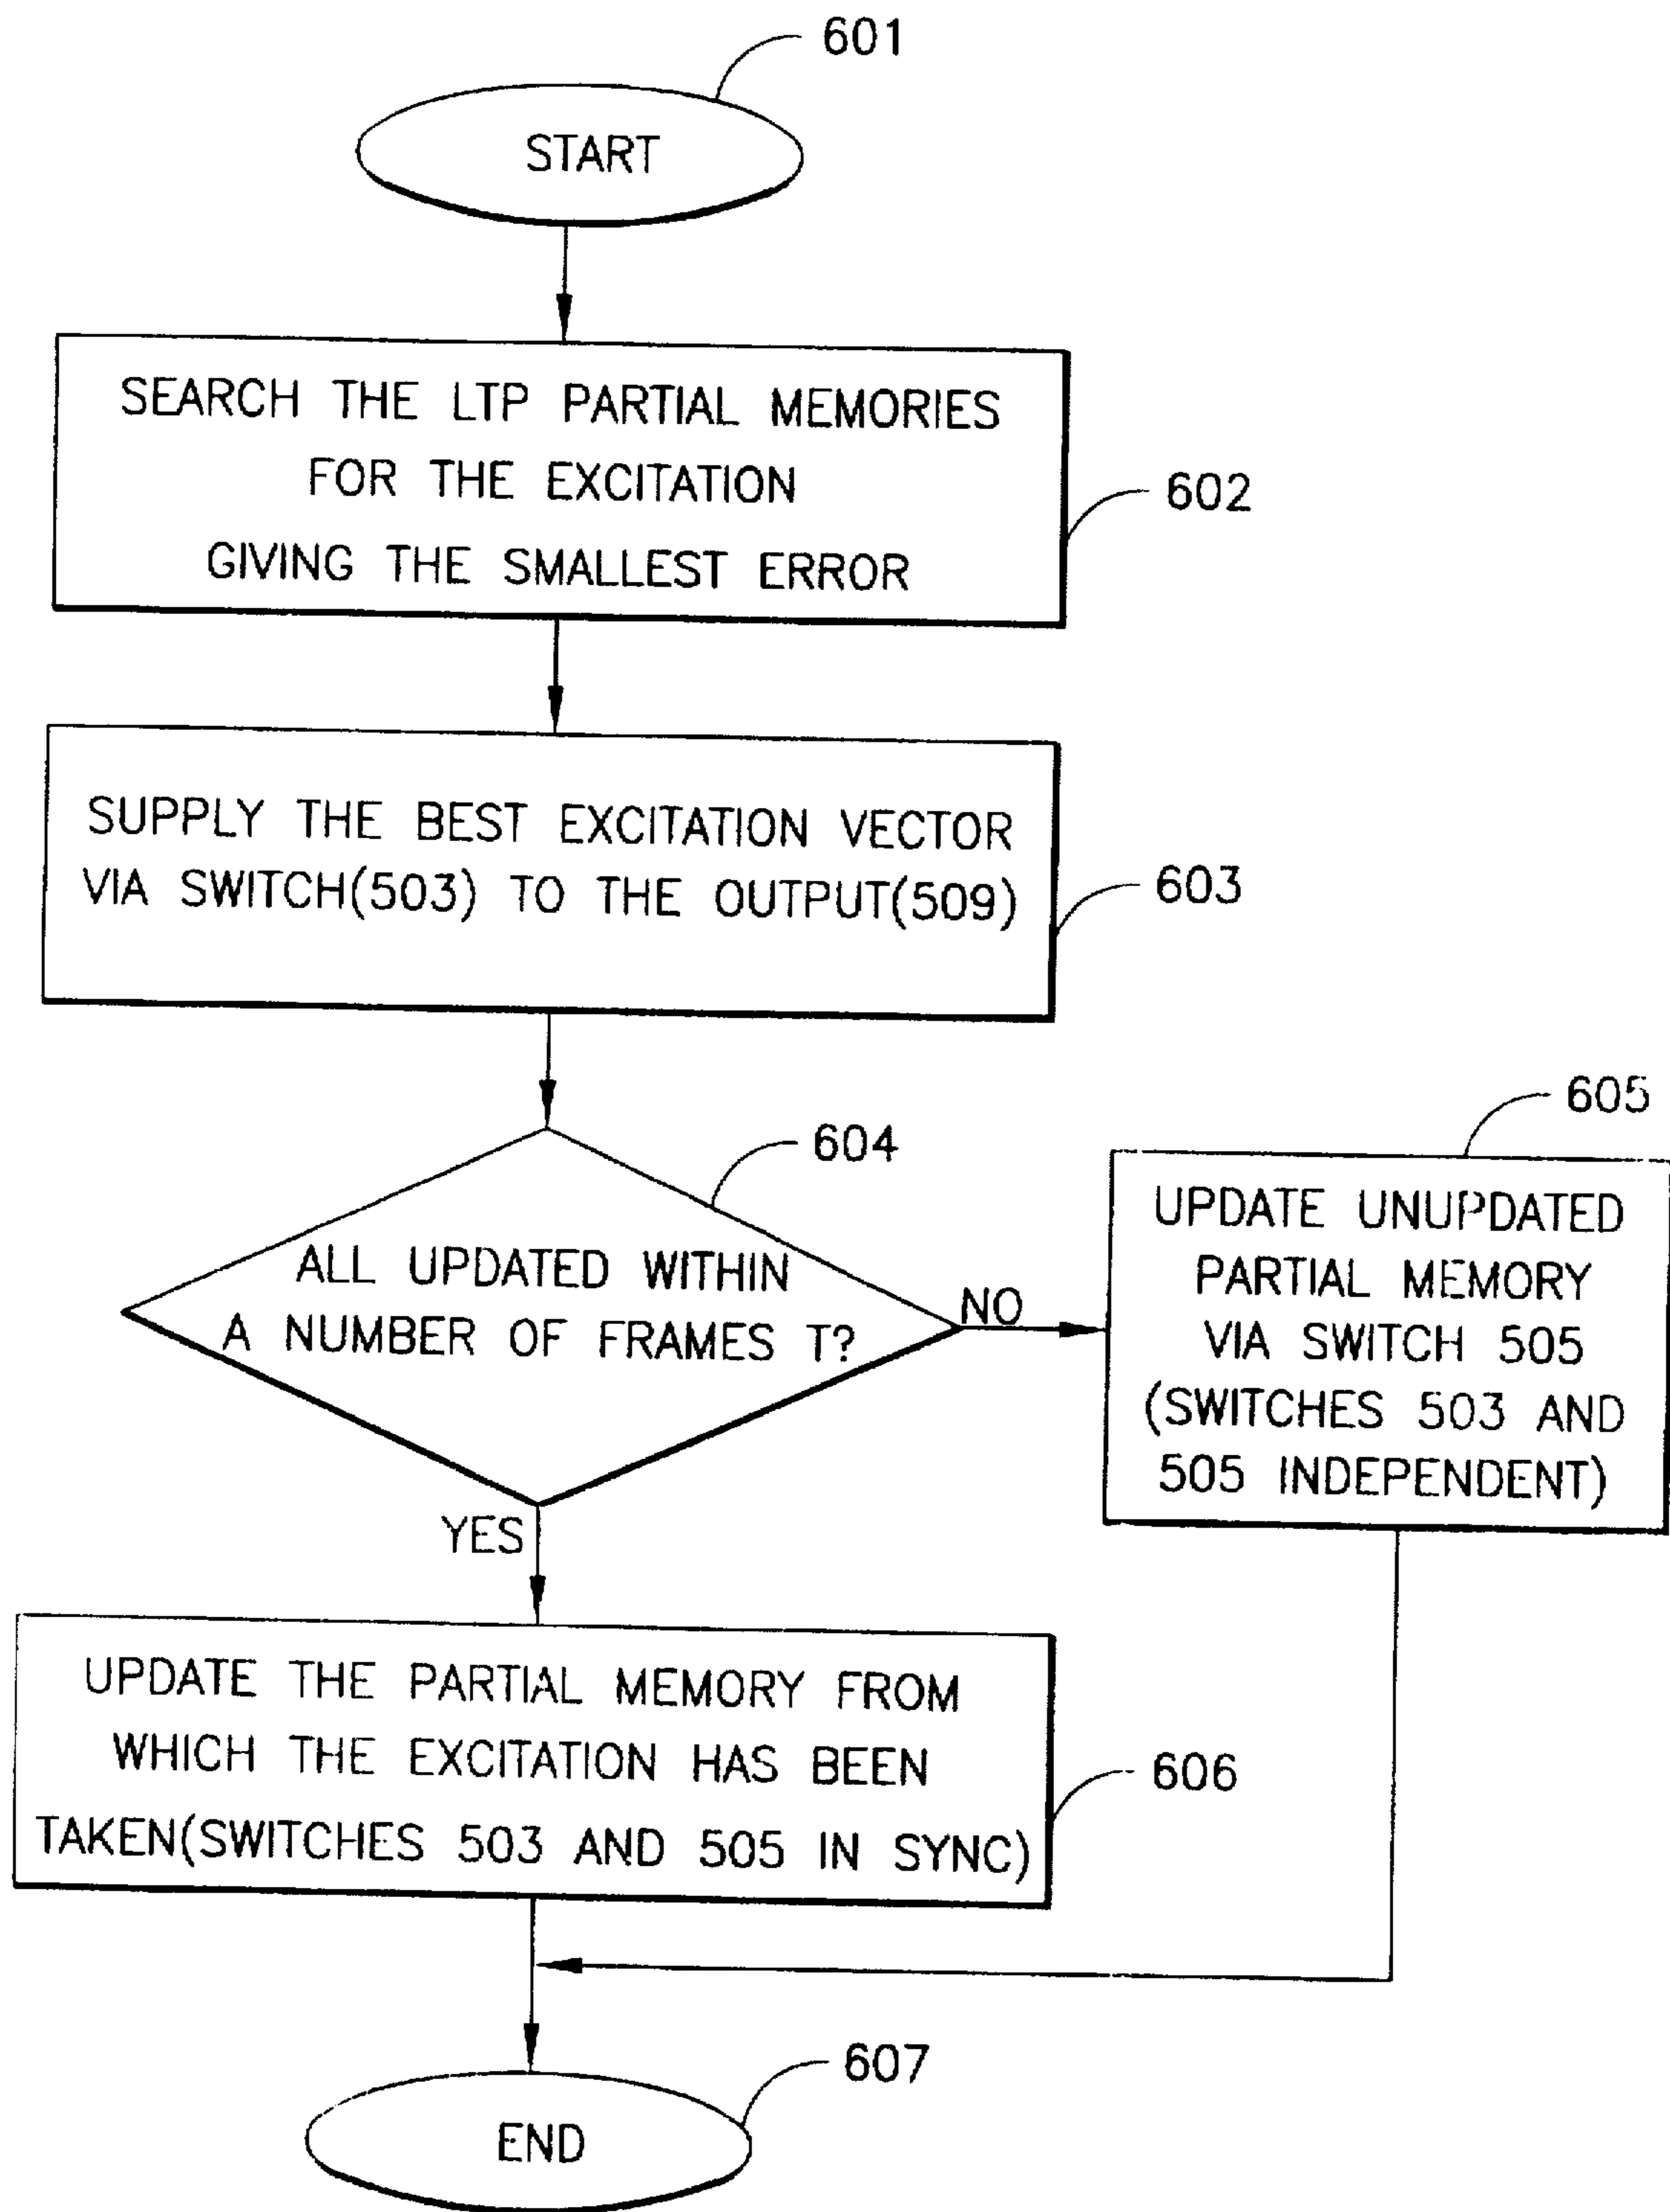 601
START
SEARCH THE LTP PARTIAL MEMORIES
FOR THE EXCITATION
GIVING THE SMALLEST ERROR
602
SUPPLY THE BEST EXCITATION VECTOR
VIA SWITCH(503) TO THE OUTPUT(509)
603
604
ALL UPDATED WITHIN
A NUMBER OF FRAMES T?
NO
YES
605
UPDATE UNUPDATED
PARTIAL MEMORY
VIA SWITCH 505
(SWITCHES 503 AND
505 INDEPENDENT)
UPDATE THE PARTIAL MEMORY FROM
WHICH THE EXCITATION HAS BEEN
TAKEN(SWITCHES 503 AND 505 IN SYNC)
606
607
END